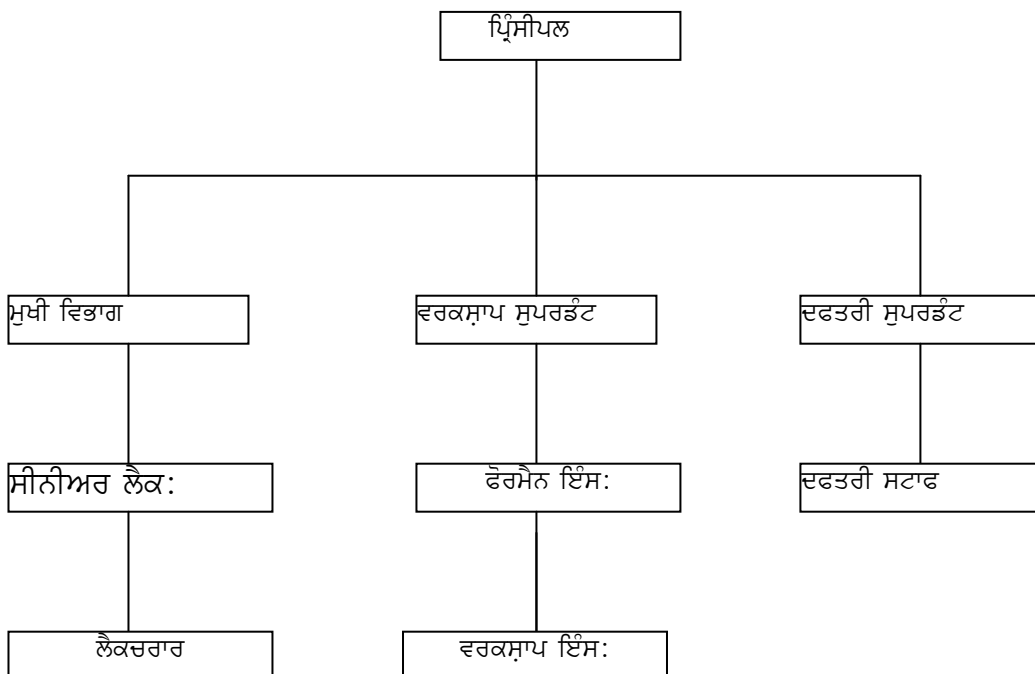 ਪ੍ਰਿੰਸੀਪਲ
ਮੁਖੀ ਵਿਭਾਗ
ਵਰਕਸ਼ਾਪ ਸੁਪਰਡੰਟ
ਦਫਤਰੀ ਸੁਪਰਡੰਟ
ਸੀਨੀਅਰ ਲੈਕ:
ਫੋਰਮੈਨ ਇੰਸ:
ਦਫਤਰੀ ਸਟਾਫ
ਲੈਕਚਰਾਰ
ਵਰਕਸ਼ਾਪ ਇੰਸ: